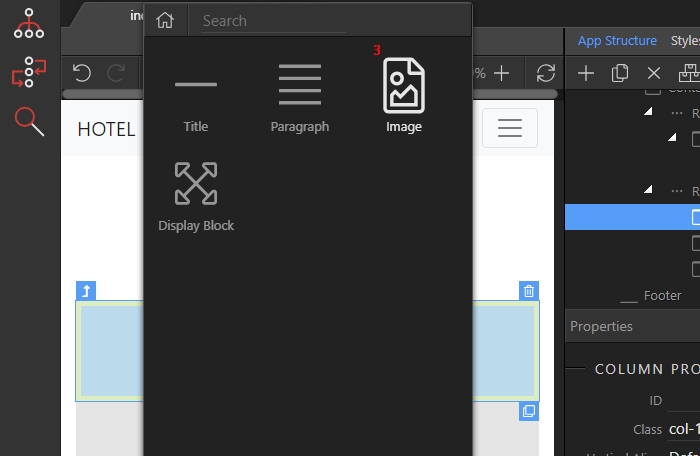 Search
App Structure
Styles
3
%
Title
Paragraph
Image
Display Block
HOTEL
R
R
Footer
Properties
COLUMN PRO
ID
Class
col-1